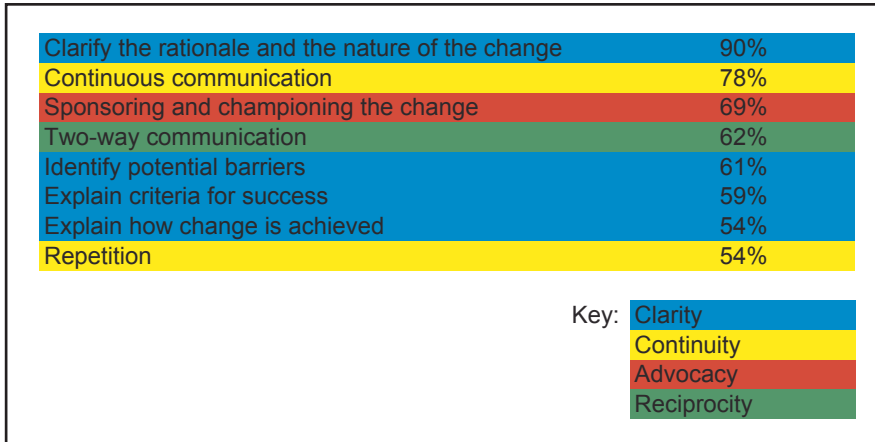 Clarify the rationale and the nature of the change 90%
Continuous communication 78%
Sponsoring and championing the change 69%
Two-way communication 62%
Identify potential barriers 61%
Explain criteria for success 59%
Explain how change is achieved 54%
Repetition 54%
Key: Clarity
Continuity
Advocacy
Reciprocity